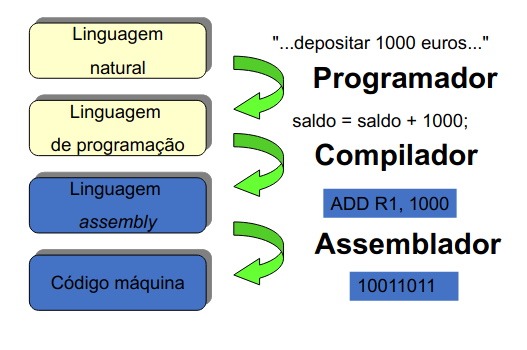 Linguagem
natural
"...depositar 1000 euros..."
Programador
Linguagem
de programação
saldo = saldo + 1000;
Compilador
Linguagem
assembly
ADD R1, 1000
Assemblador
Código máquina
10011011